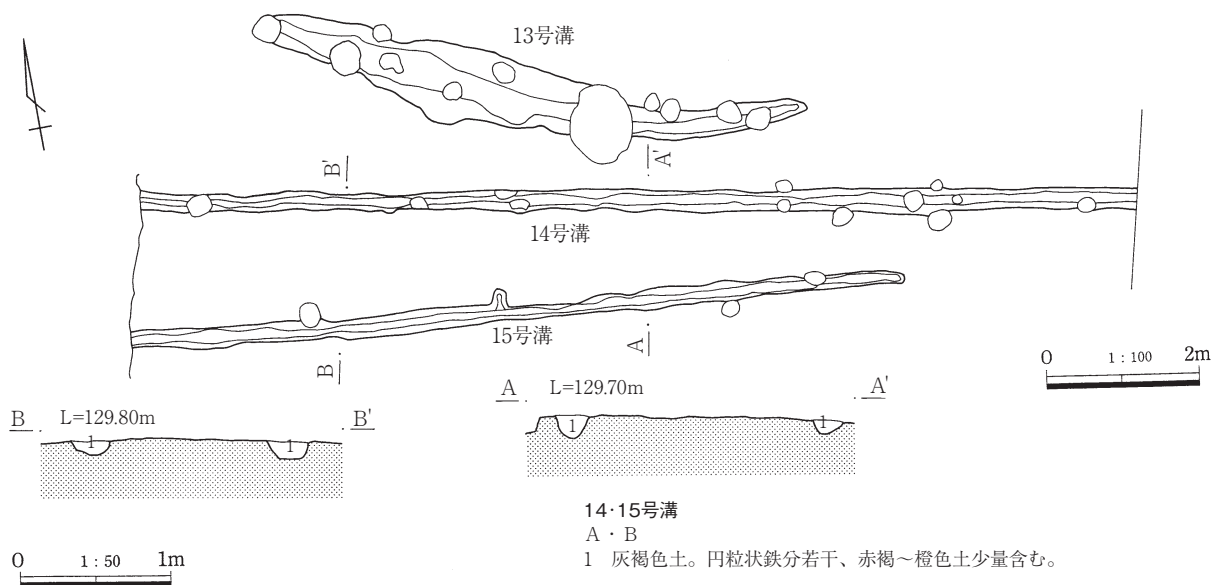 13号溝
B'
A'
14号溝
15号溝
B
A
0 1：100 2m
B L=129.80m B'
1 1
A L=129.70m A'
1 1
14・15号溝
A・B
1 灰褐色土。円粒状鉄分若干、赤褐～橙色土少量含む。
0 1：50 1m